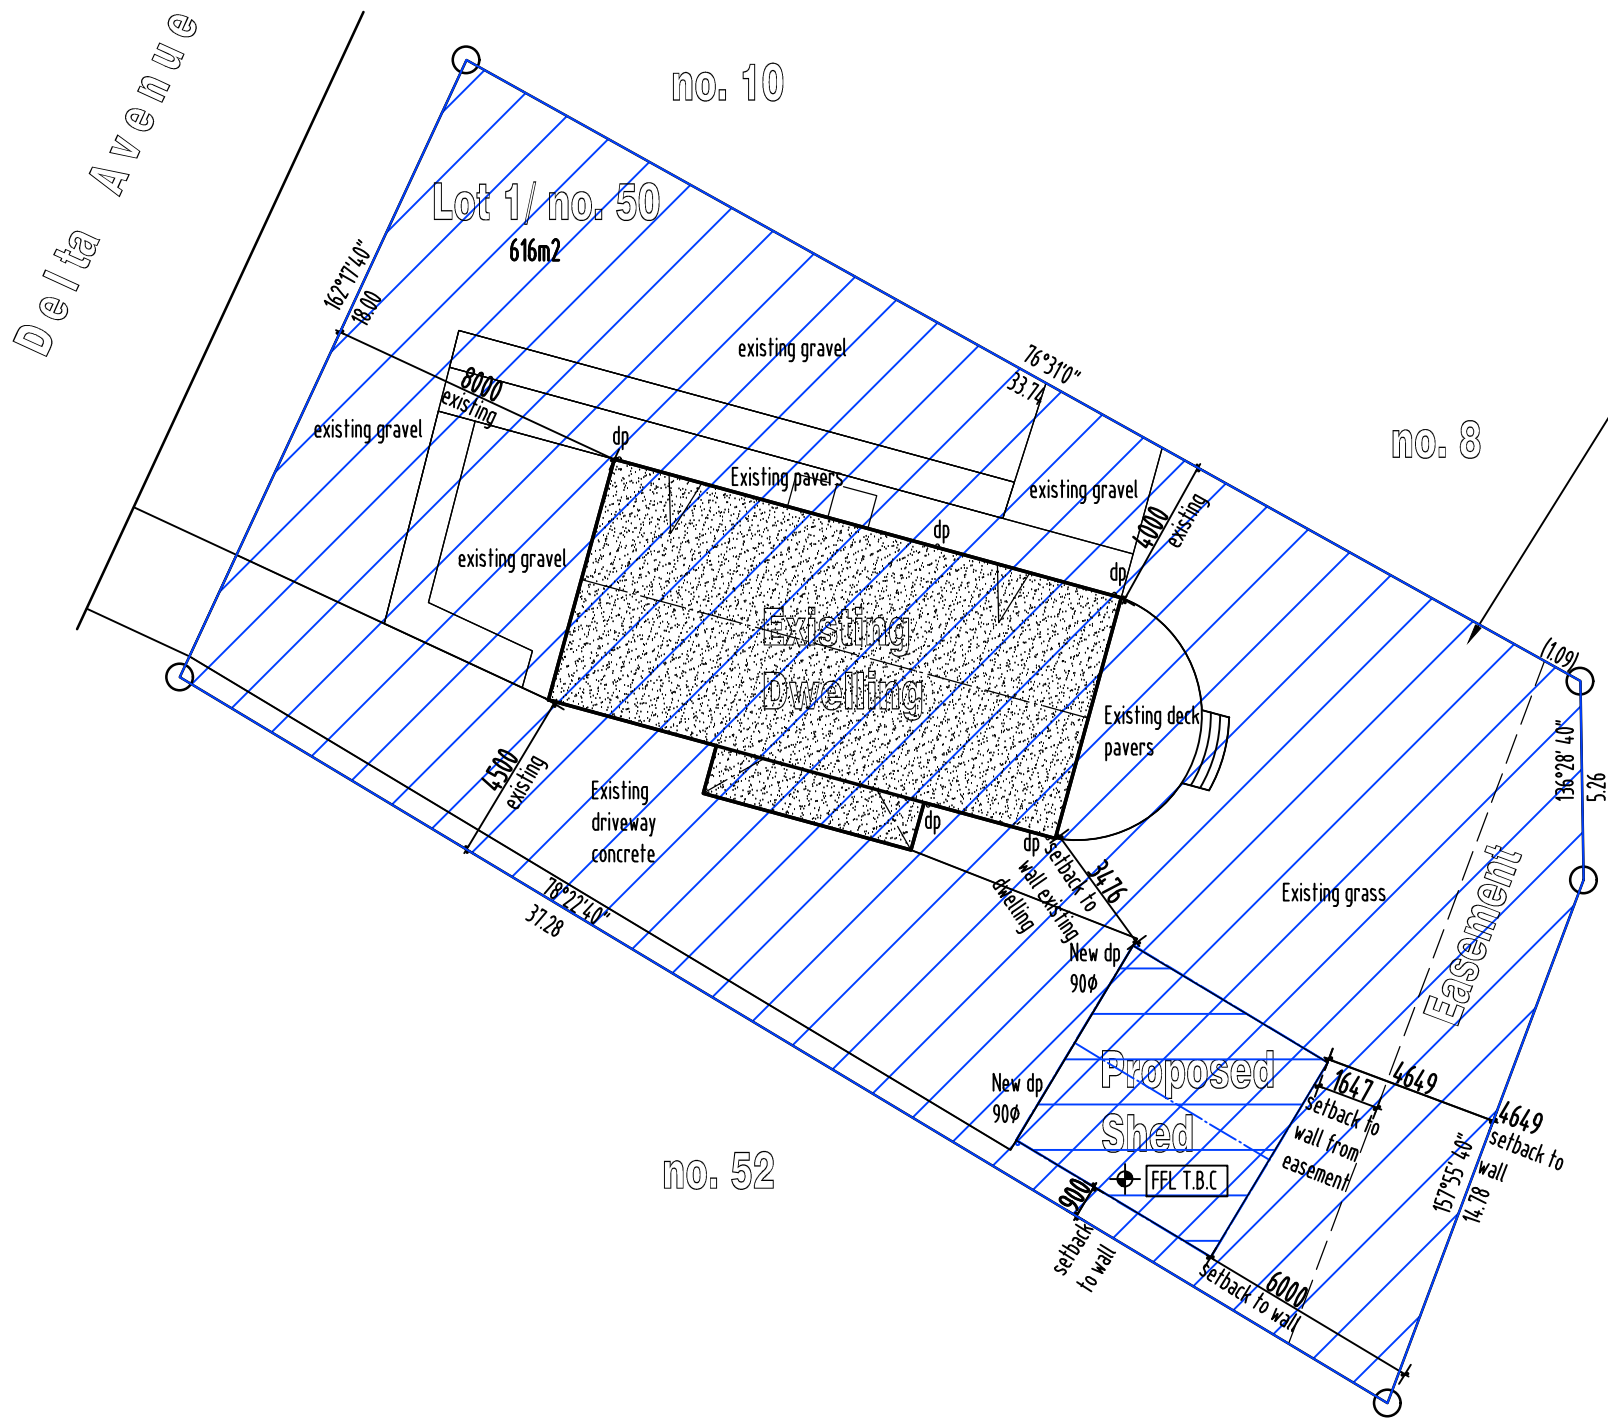 Delta Avenue
no. 10
Lot 1/ no. 50
616m2
162°17'40"
18.00
existing gravel
76°31'0"
33.74
8000
existing
existing gravel
dp
no. 8
Existing pavers
existing gravel
4000
existing
dp
existing gravel
dp
Existing
Dwelling
(1.09)
Existing deck
pavers
136°28' 40"
5.26
4500
existing
Existing
driveway
concrete
dp
dp
setback to
wall existing
dwelling
3476
Existing grass
Easement
78°22'40"
37.28
New dp
90ϕ
Proposed
Shed
New dp
90ϕ
1647
4649
setback to
wall from
easement
4649
setback to
wall
157°55' 40"
14.78
no. 52
FFL T.B.C
900
setback
to wall
6000
setback to wall